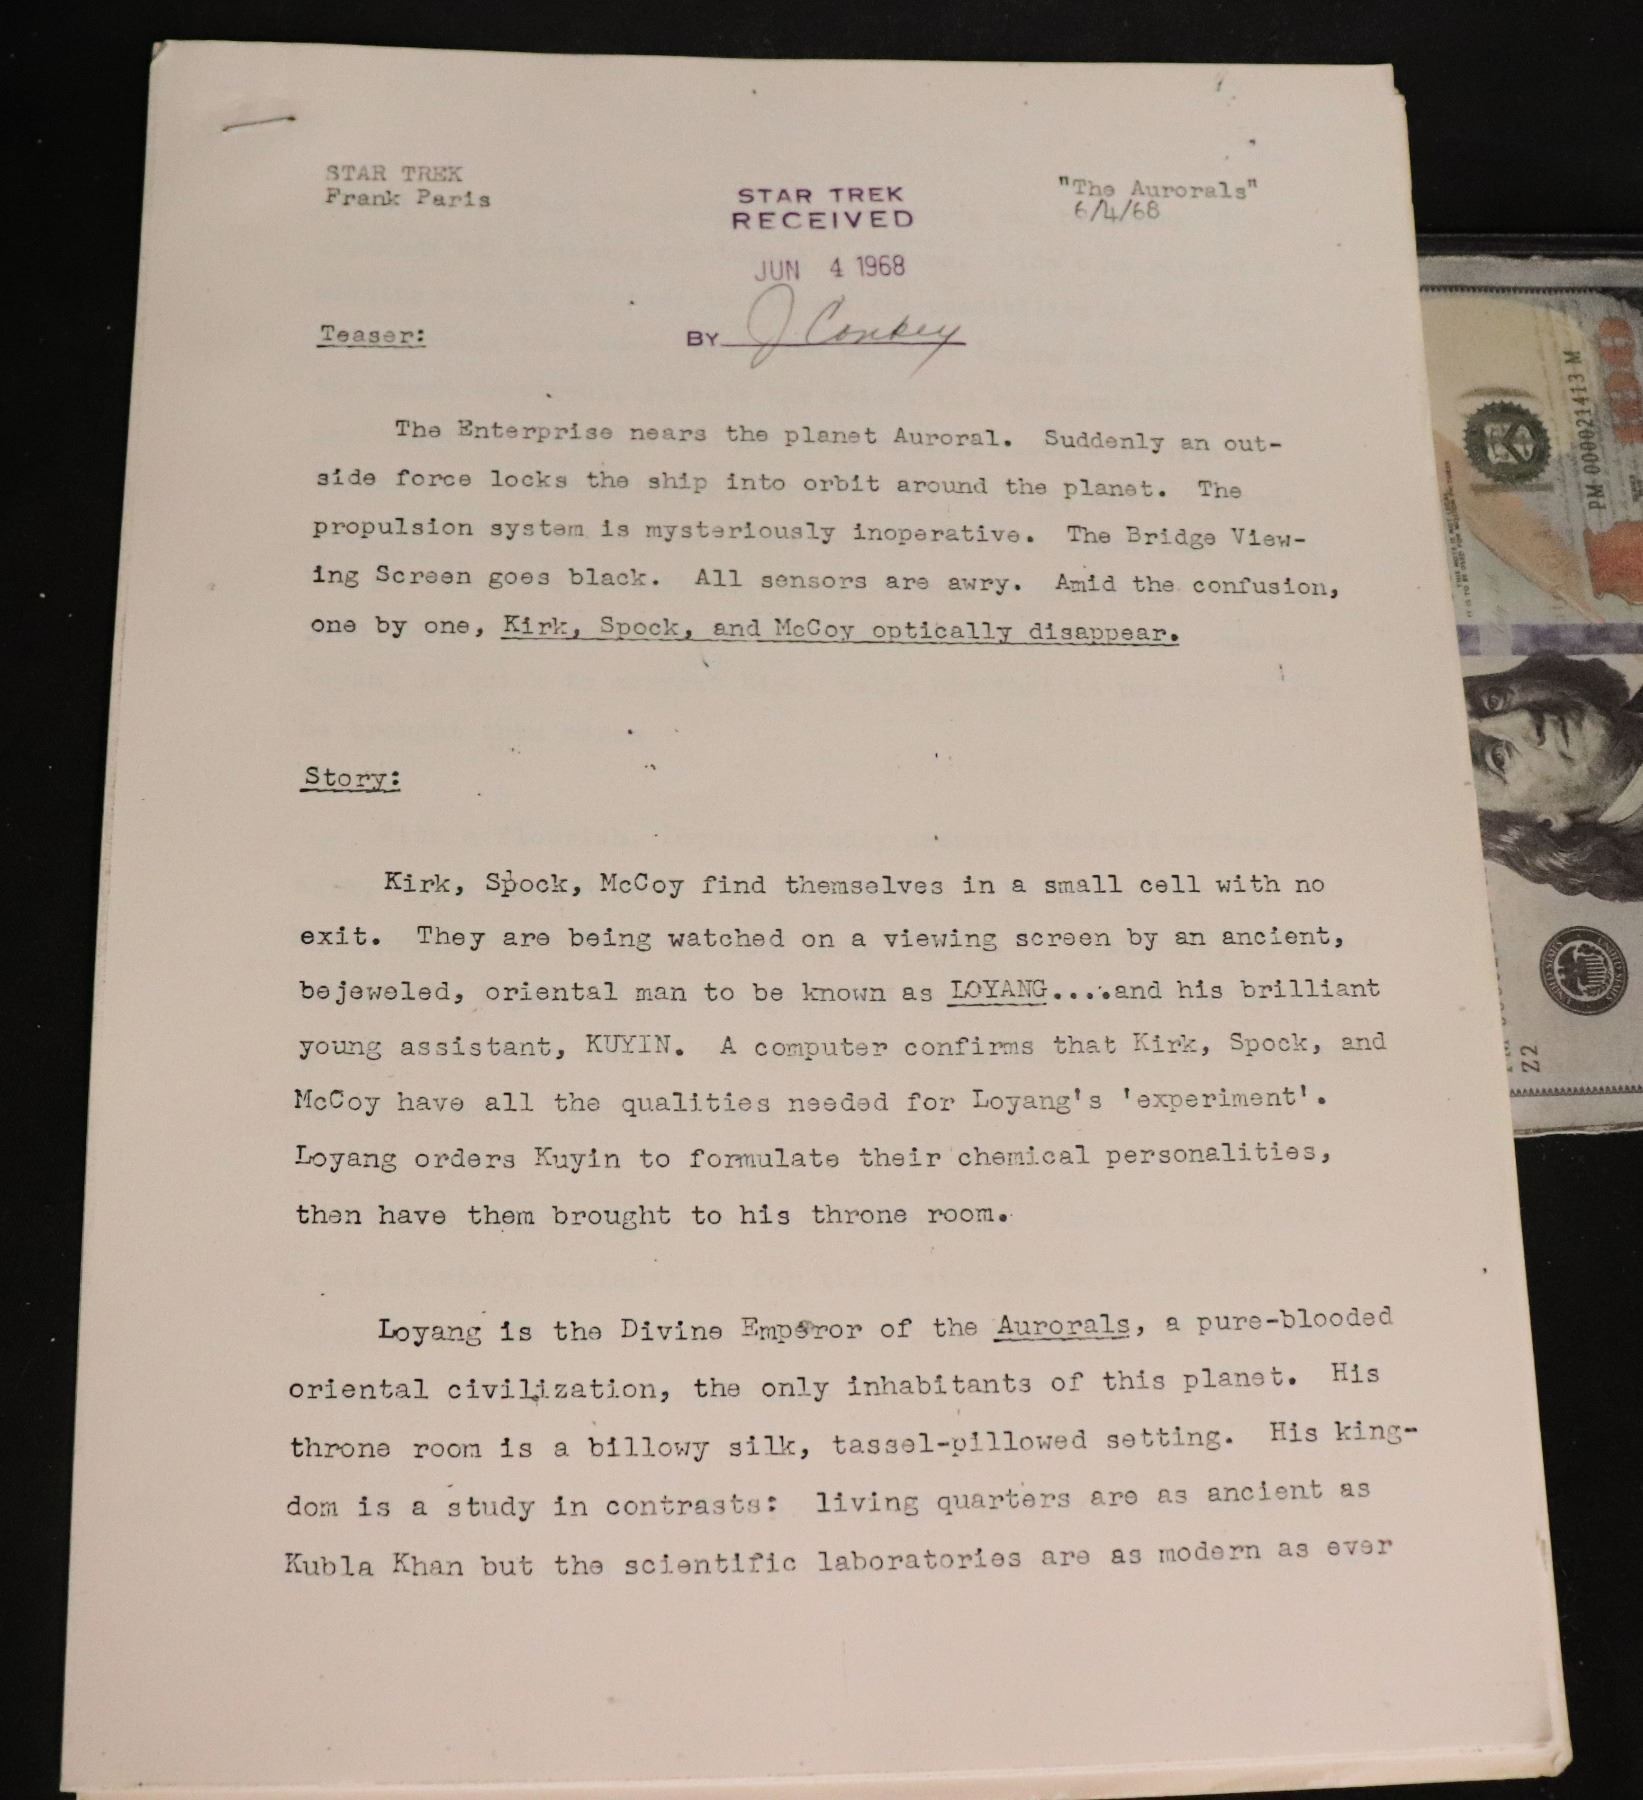 STAR TREK
Frank Paris
STAR TREK
RECEIVED
JUN 4 1968
BY J. Conkey
"The Aurorals"
6/4/68
Teaser:
The Enterprise nears the planet Auroral. Suddenly an out-
side force locks the ship into orbit around the planet. The
propulsion system is mysteriously inoperative. The Bridge View-
ing Screen goes black. All sensors are awry. Amid the confusion,
one by one, Kirk, Spock, and McCoy optically disappear.
Story:
Kirk, Spock, McCoy find themselves in a small cell with no
exit. They are being watched on a viewing screen by an ancient,
bejeweled, oriental man to be known as LOYANG....and his brilliant
young assistant, KUYIN. A computer confirms that Kirk, Spock, and
McCoy have all the qualities needed for Loyang's 'experiment'.
Loyang orders Kuyin to formulate their chemical personalities,
then have them brought to his throne room.
Loyang is the Divine Emperor of the Aurorals, a pure-blooded
oriental civilization, the only inhabitants of this planet. His
throne room is a billowy silk, tassel-pillowed setting. His king-
dom is a study in contrasts: living quarters are as ancient as
Kubla Khan but the scientific laboratories are as modern as ever
PM 000021413 M
Z2